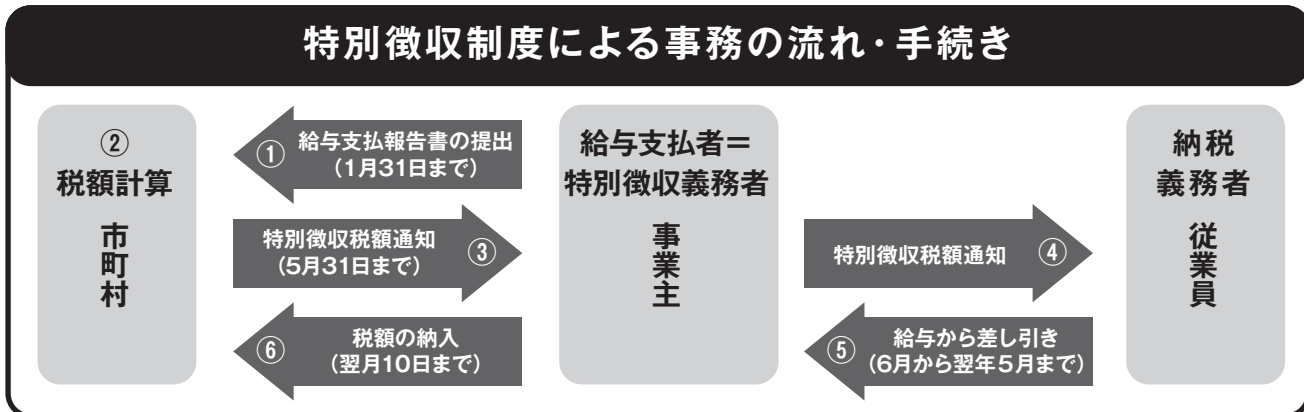 特別徴収制度による事務の流れ・手続き
②
税額計算
市町村
① 給与支払報告書の提出
（1月31日まで）
特別徴収税額通知
（5月31日まで） ③
⑥ 税額の納入
（翌月10日まで）
給与支払者＝
特別徴収義務者
事業主
特別徴収税額通知 ④
⑤ 給与から差し引き
（6月から翌年5月まで）
納税
義務者
従業員